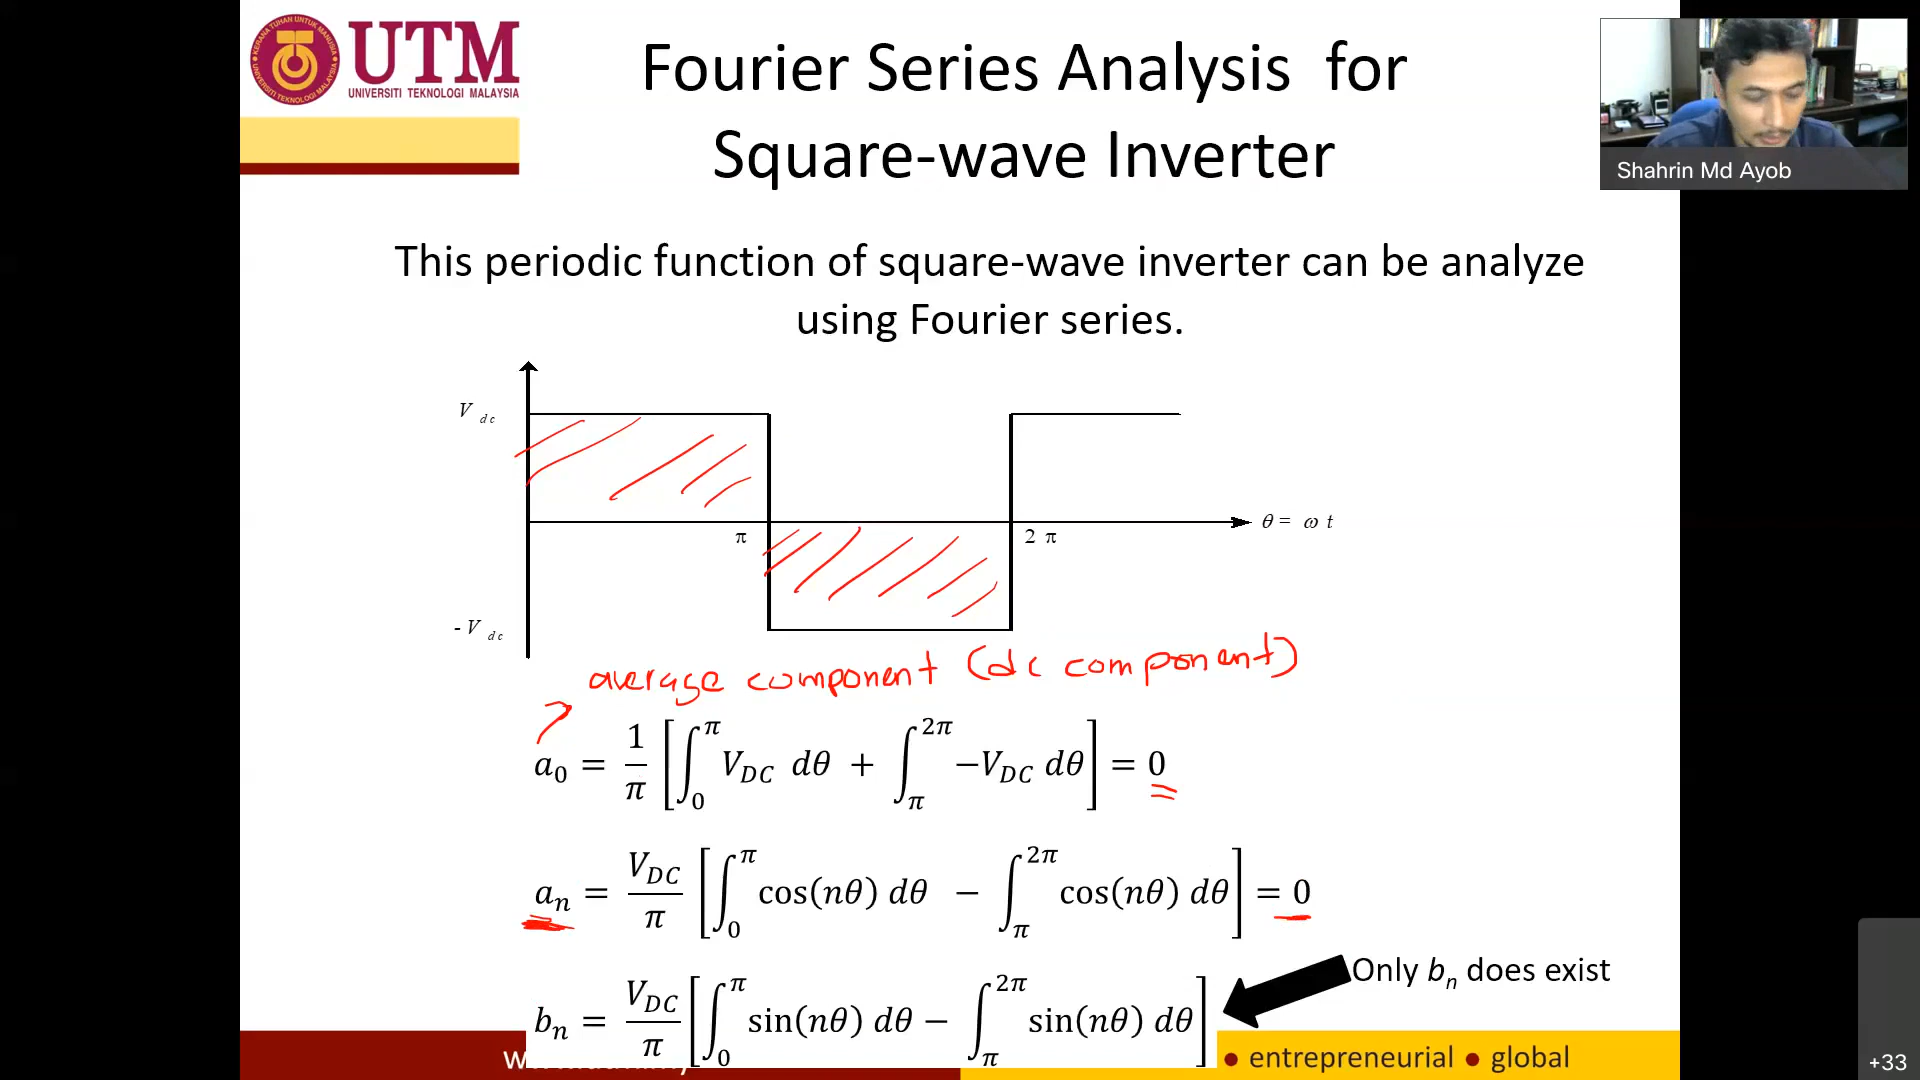 UTM
UNIVERSITI TEKNOLOGI MALAYSIA
Fourier Series Analysis for
Square-wave Inverter
Shahrin Md Ayob
This periodic function of square-wave inverter can be analyze
using Fourier series.
V dc
π
2 π
θ = ω t
- V dc
average component (dc component)
a₀ = 1/π [∫₀^π V_DC dθ + ∫_π^2π −V_DC dθ] = 0
aₙ = V_DC/π [∫₀^π cos(nθ) dθ − ∫_π^2π cos(nθ) dθ] = 0
Only bₙ does exist
bₙ = V_DC/π [∫₀^π sin(nθ) dθ − ∫_π^2π sin(nθ) dθ]
● entrepreneurial ● global
+33